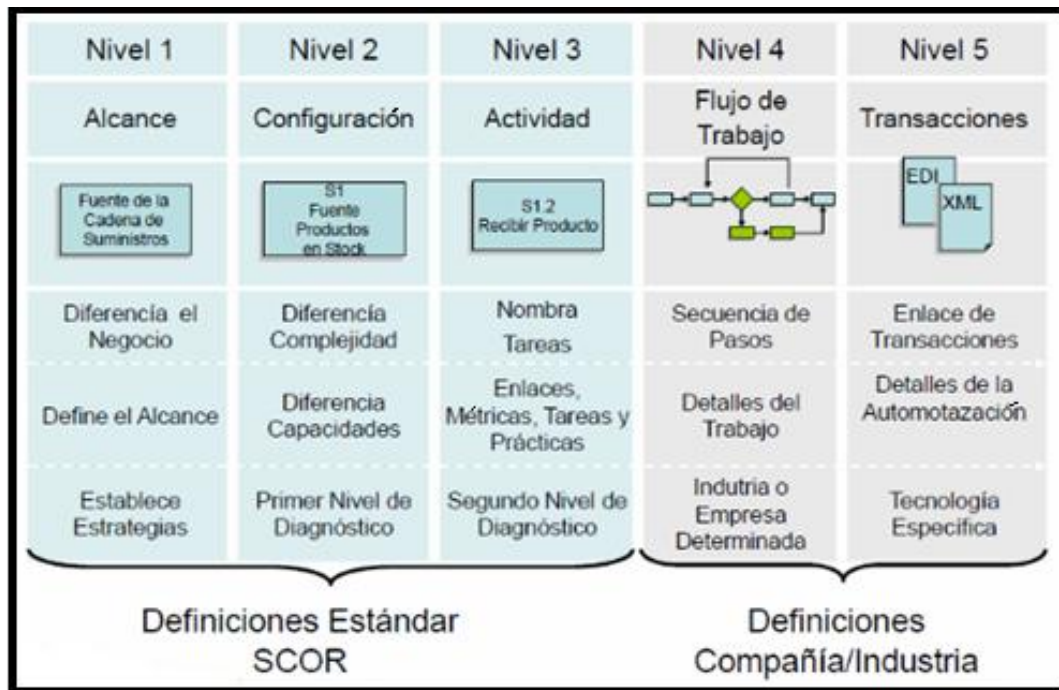 Nivel 1
Nivel 2
Nivel 3
Nivel 4
Nivel 5
Alcance
Configuración
Actividad
Flujo de
Trabajo
Transacciones
Fuente de la
Cadena de
Suministros
S1
Fuente
Productos
en Stock
S1.2
Recibir Producto
EDI
XML
Diferencía el
Negocio
Diferencía
Complejidad
Nombra
Tareas
Secuencia de
Pasos
Enlace de
Transacciones
Define el Alcance
Diferencia
Capacidades
Enlaces,
Métricas, Tareas y
Prácticas
Detalles del
Trabajo
Detalles de la
Automotazación
Establece
Estrategias
Primer Nivel de
Diagnóstico
Segundo Nivel de
Diagnóstico
Indutria o
Empresa
Determinada
Tecnología
Específica
Definiciones Estándar
SCOR
Definiciones
Compañía/Industria